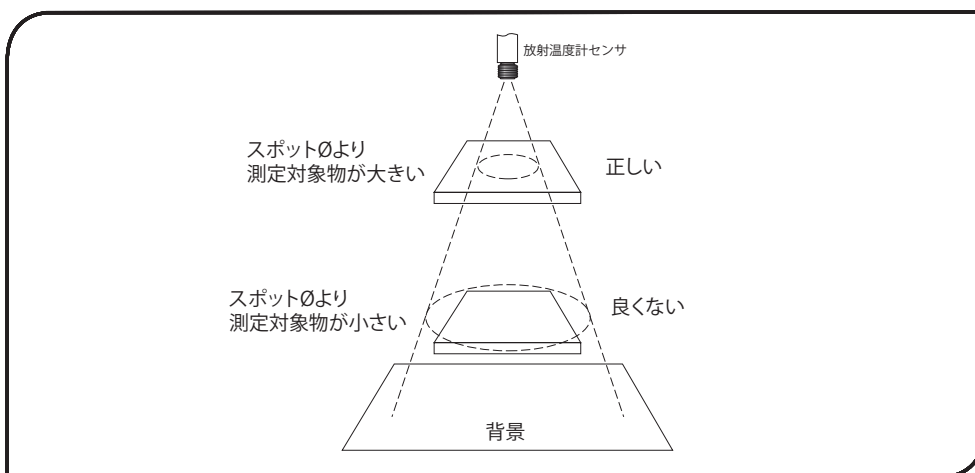 放射温度計センサ
スポットØより
測定対象物が大きい
正しい
スポットØより
測定対象物が小さい
良くない
背景